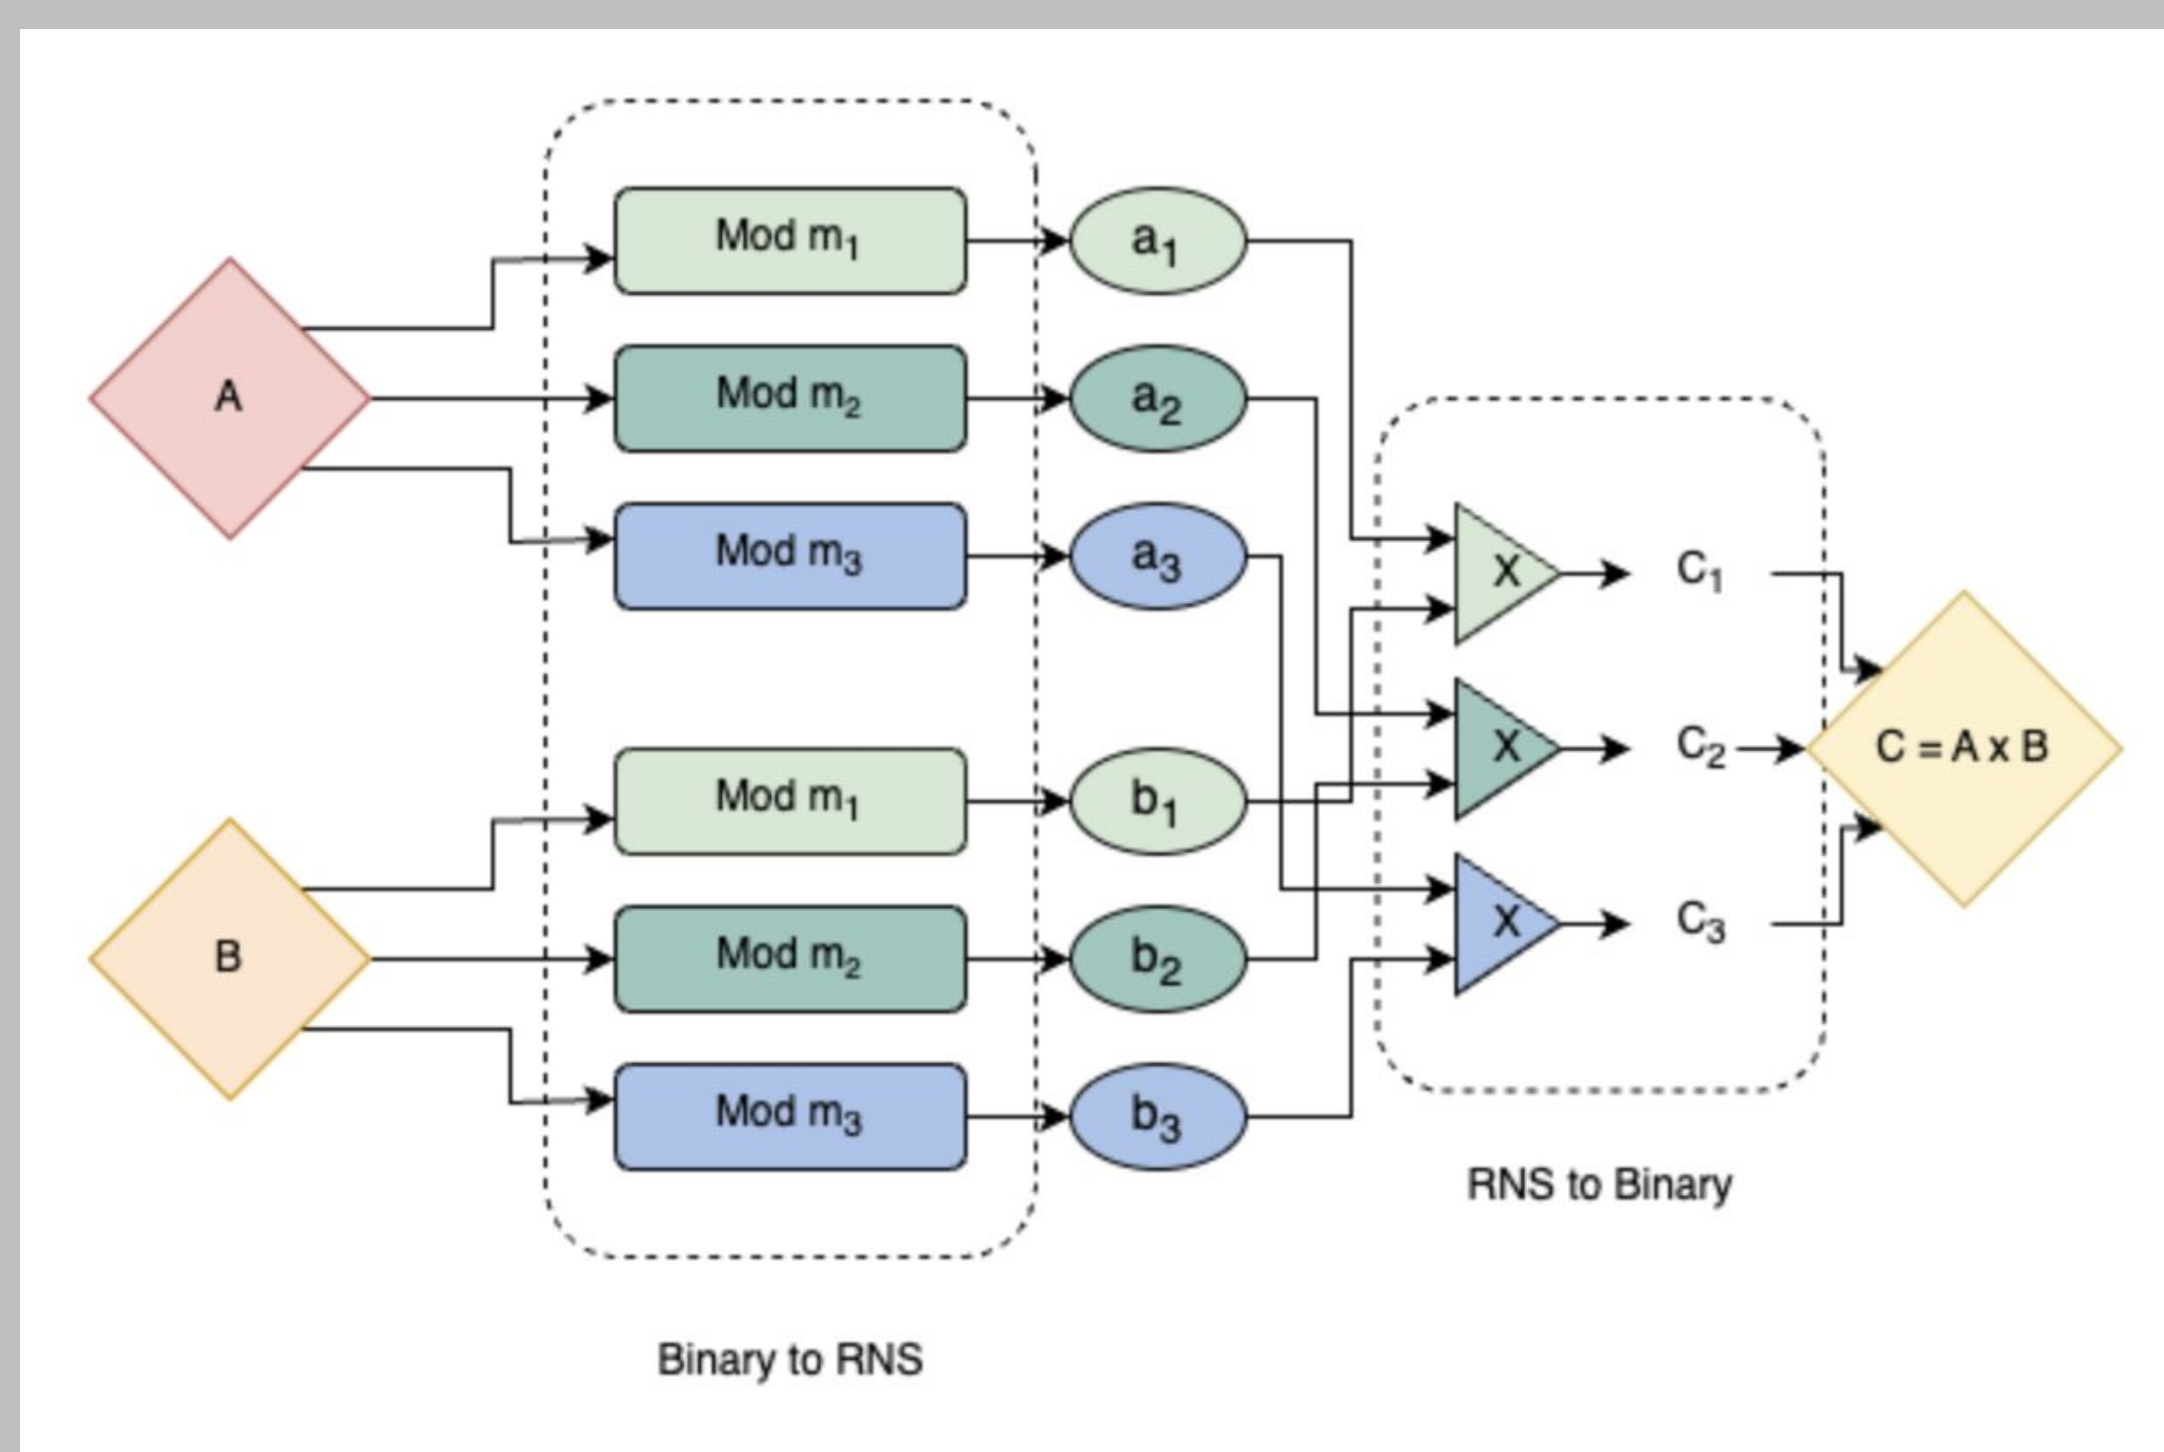 A
Mod m₁
a₁
Mod m₂
a₂
Mod m₃
a₃
B
Mod m₁
b₁
Mod m₂
b₂
Mod m₃
b₃
X
C₁
X
C₂
X
C₃
C = A x B
RNS to Binary
Binary to RNS